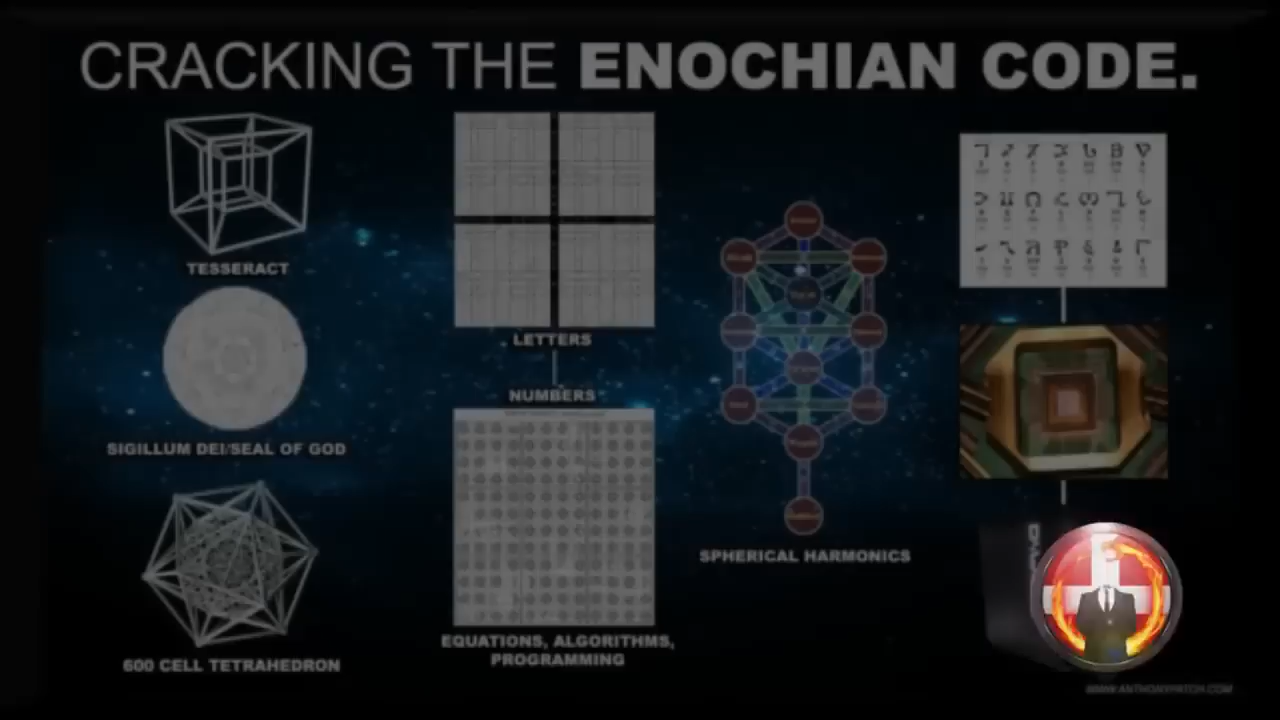 CRACKING THE ENOCHIAN CODE.
TESSERACT
SIGILLUM DEI/SEAL OF GOD
600 CELL TETRAHEDRON
LETTERS
NUMBERS
EQUATIONS, ALGORITHMS,
PROGRAMMING
SPHERICAL HARMONICS
WWW.ANTHONYPATCH.COM